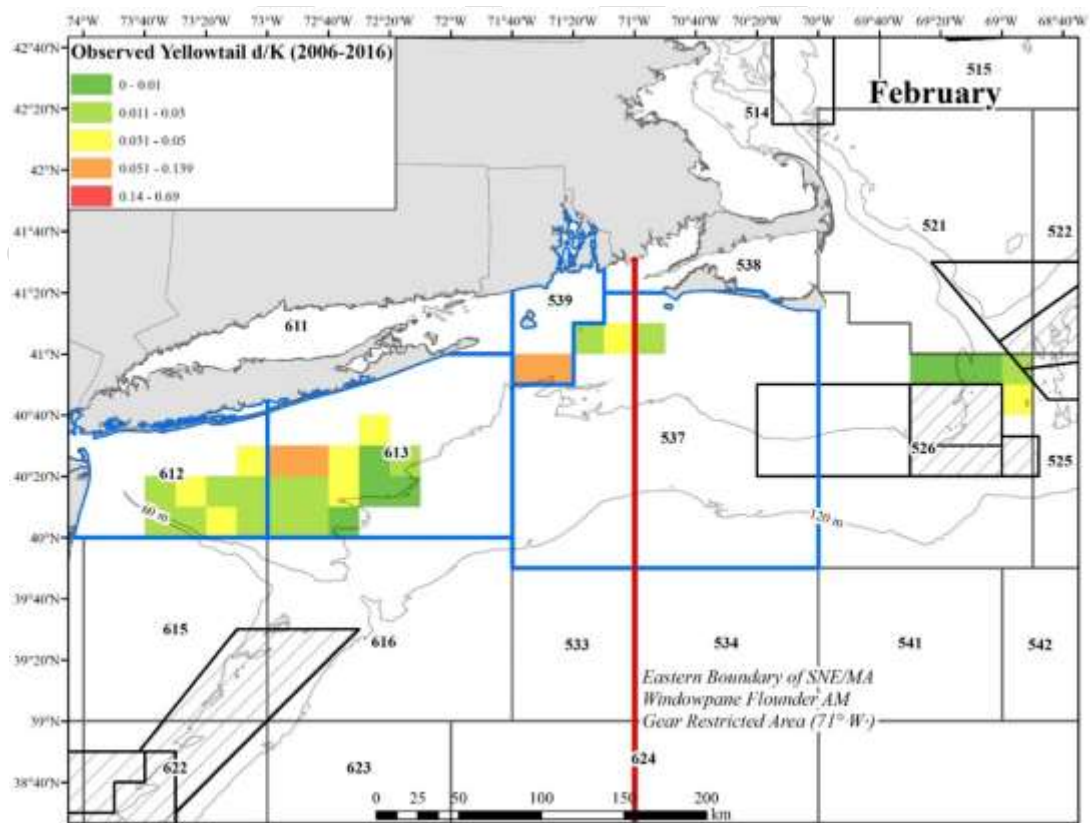 74°W 73°40'W 73°20'W 73°W 72°40'W 72°20'W 72°W 71°40'W 71°20'W 71°W 70°40'W 70°20'W 70°W 69°40'W 69°20'W 69°W 68°40'W
42°40'N
Observed Yellowtail d/K (2006-2016)
0 - 0.01
0.011 - 0.03
0.031 - 0.05
0.051 - 0.139
0.14 - 0.69
515
February
42°20'N
514
42°N
521
522
41°40'N
538
41°20'N
539
611
41°N
40°40'N
537
613
526
612
525
40°20'N
60 m
120 m
40°N
39°40'N
615
616
533
534
541
542
39°20'N
Eastern Boundary of SNE/MA
Windowpane Flounder AM
Gear Restricted Area (71° W)
39°N
624
622
623
38°40'N
0 25 50 100 150 200
km